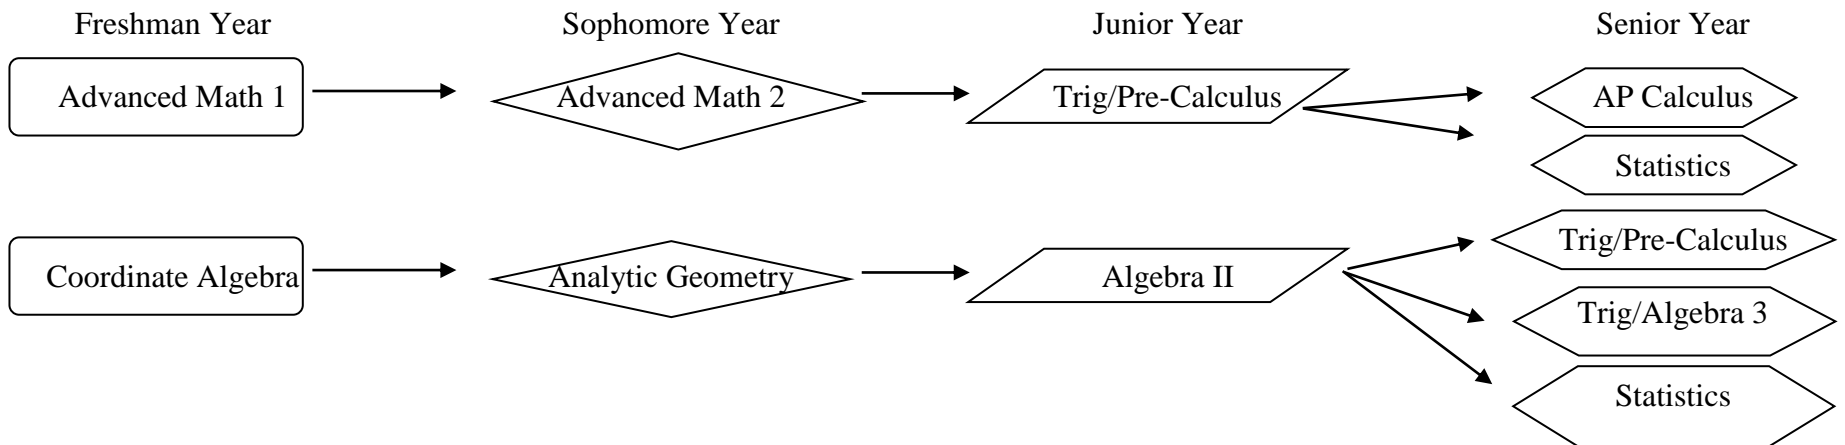 Freshman Year
Sophomore Year
Junior Year
Senior Year
Advanced Math 1
Advanced Math 2
Trig/Pre-Calculus
AP Calculus
Statistics
Coordinate Algebra
Analytic Geometry
Algebra II
Trig/Pre-Calculus
Trig/Algebra 3
Statistics